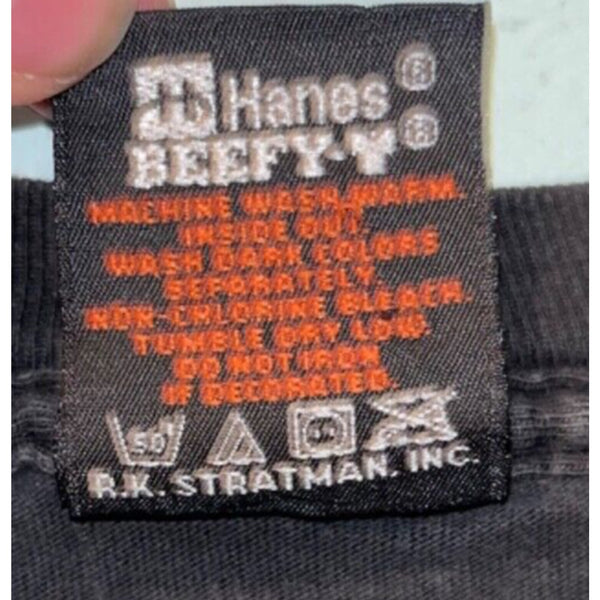 Hanes®
BEEFY-T®
MACHINE WASH WARM.
INSIDE OUT.
WASH DARK COLORS
SEPARATELY.
NON-CHLORINE BLEACH.
TUMBLE DRY LOW.
DO NOT IRON
IF DECORATED.
50
R.K. STRATMAN, INC.